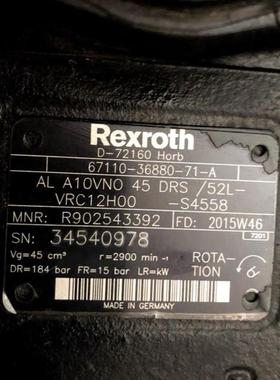 Rexroth
D-72160 Horb
67110-36880-71-A
AL A10VNO 45 DRS /52L-
VRC12H00 -S4558
MNR: R902543392 FD: 2015W46
SN: 34540978 7201
Vg=45 cm³ r=2900 min⁻¹ ROTA-
DR=184 bar FR=15 bar LR=kW TION
MADE IN GERMANY